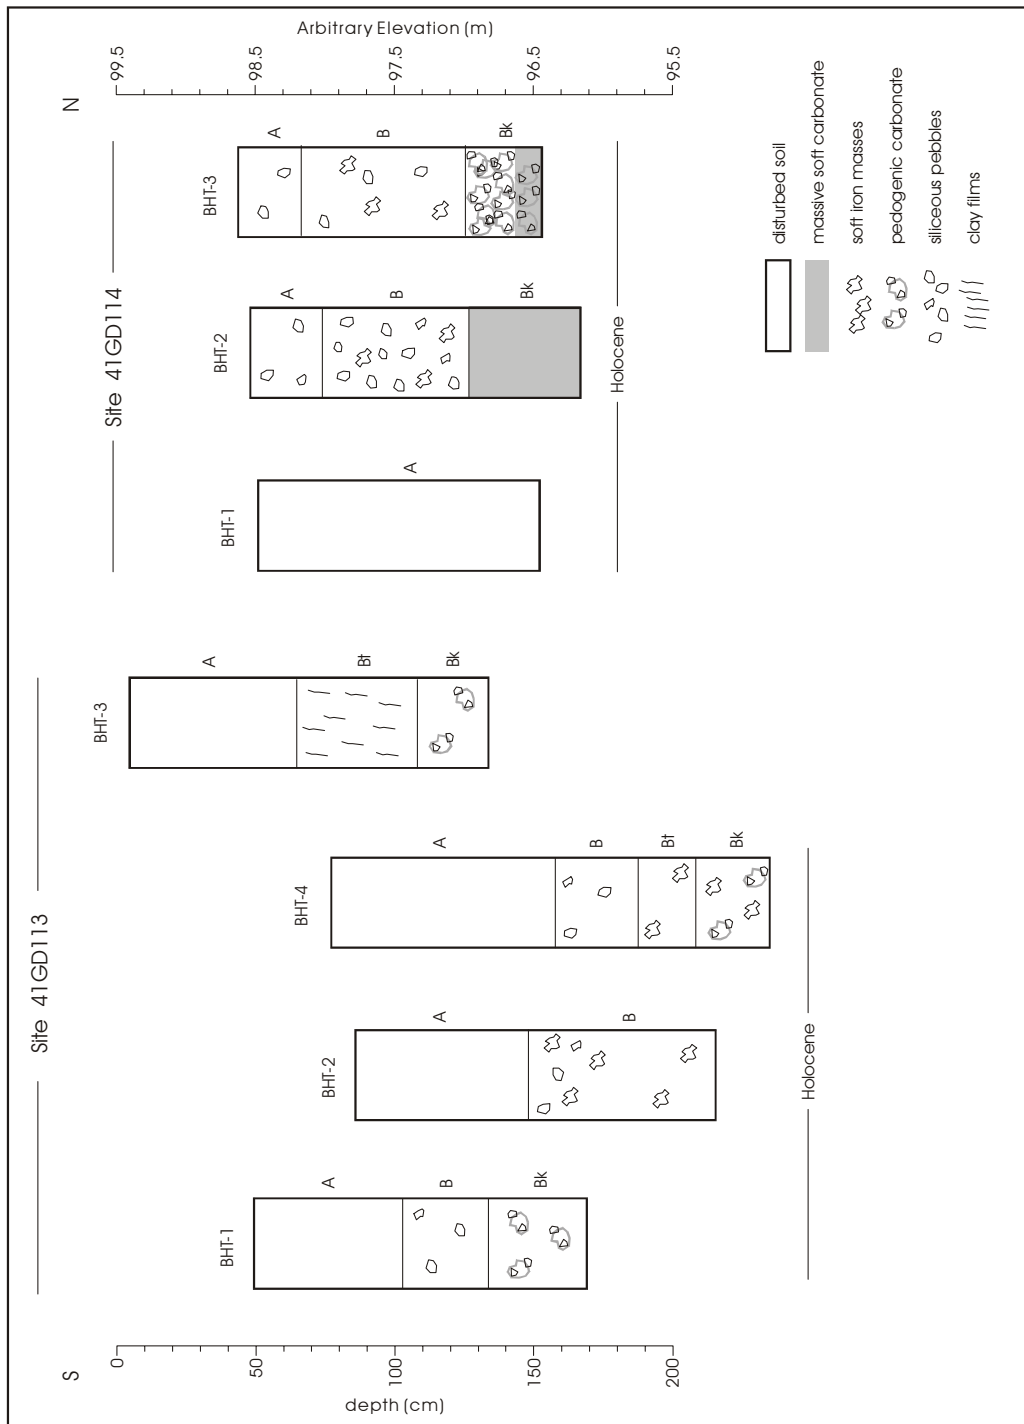 S
N
Site 41GD113
Site 41GD114
depth (cm)
0
50
100
150
200
Arbitrary Elevation (m)
99.5
98.5
97.5
96.5
95.5
BHT-1
A
B
Bk
BHT-2
A
B
BHT-4
A
B
Bt
Bk
BHT-3
A
Bt
Bk
BHT-1
A
BHT-2
A
B
Bk
BHT-3
A
B
Bk
Holocene
Holocene
disturbed soil
massive soft carbonate
soft iron masses
pedogenic carbonate
siliceous pebbles
clay films